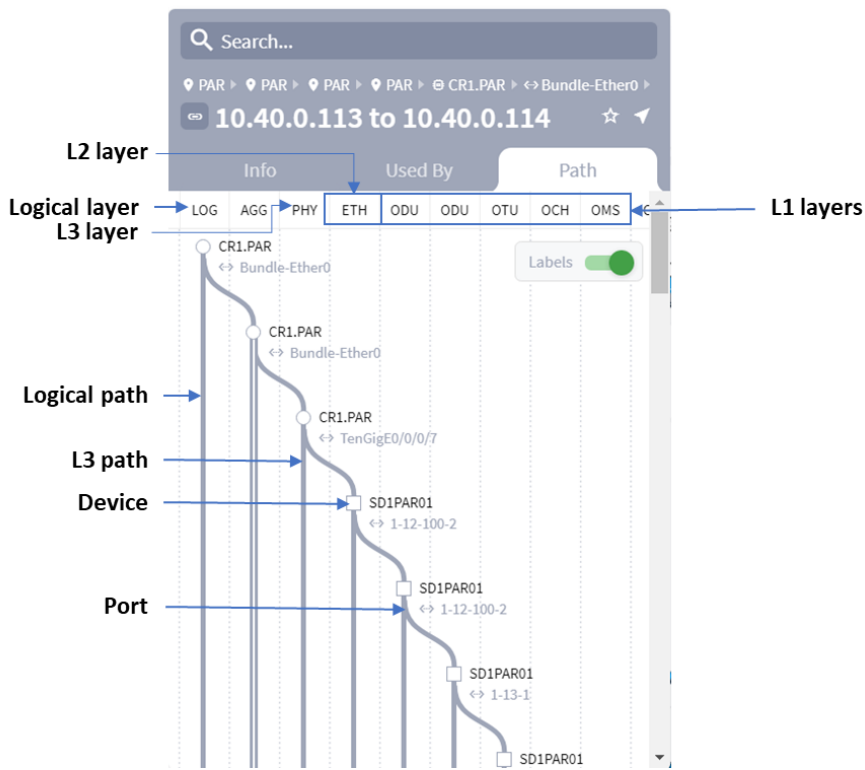 Search...
PAR PAR PAR PAR CR1.PAR Bundle-Ether0
10.40.0.113 to 10.40.0.114
L2 layer
Info Used By Path
Logical layer
LOG AGG PHY ETH ODU ODU OTU OCH OMS
L1 layers
L3 layer
CR1.PAR
Bundle-Ether0
Labels
CR1.PAR
Bundle-Ether0
Logical path
CR1.PAR
TenGigE0/0/0/7
L3 path
Device
SD1PAR01
1-12-100-2
SD1PAR01
Port
1-12-100-2
SD1PAR01
1-13-1
SD1PAR01